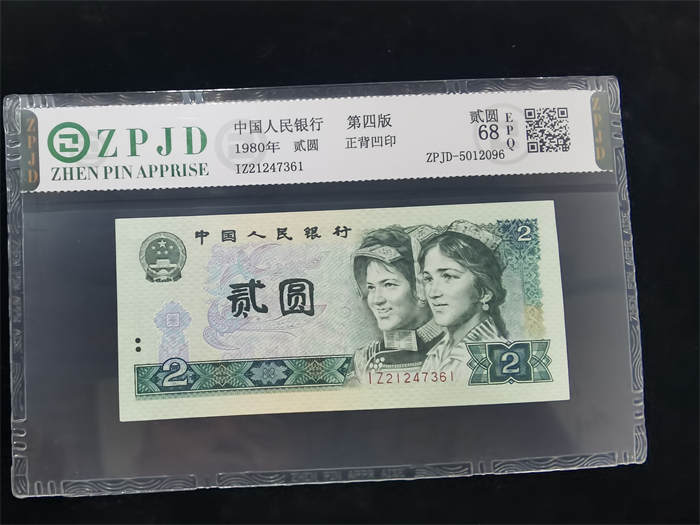 ZPJD
ZHEN PIN APPRISE
中国人民银行 第四版
1980年 贰圆 正背凹印
IZ21247361
贰圆
68 EPQ
ZPJD-5012096
ZPJD
ZPJD
中国人民银行
2
贰圆
2
IZ21247361
2